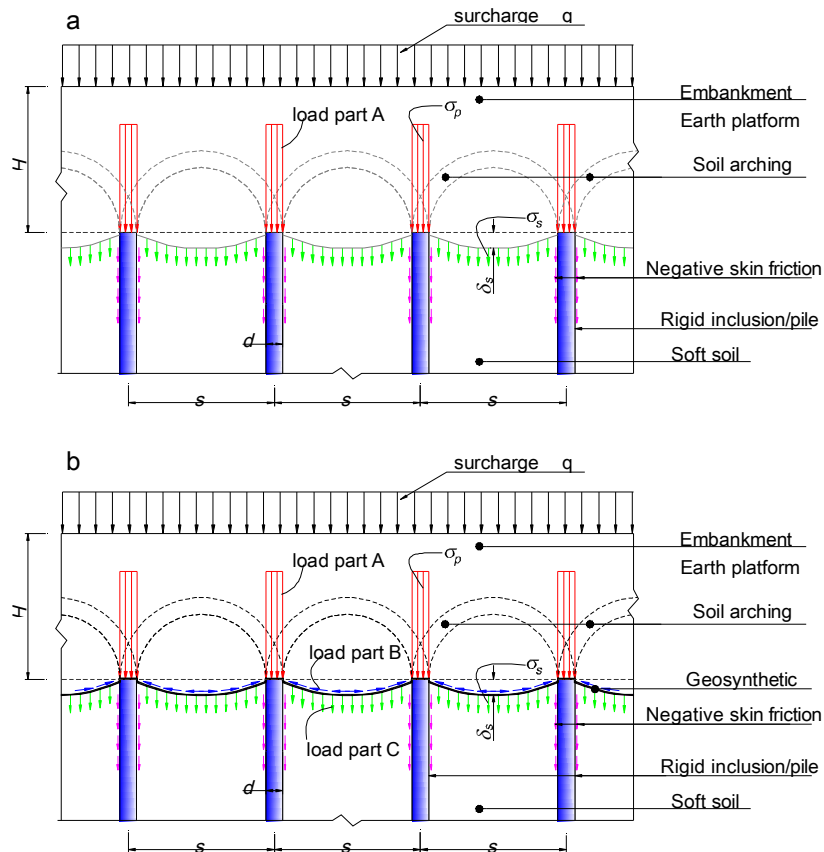 a
surcharge q
Embankment
Earth platform
load part A
σp
Soil arching
H
σs
δs
Negative skin friction
Rigid inclusion/pile
d
Soft soil
s s s
b
surcharge q
Embankment
Earth platform
load part A
σp
Soil arching
H
load part B
σs
Geosynthetic
δs
Negative skin friction
load part C
Rigid inclusion/pile
d
Soft soil
s s s